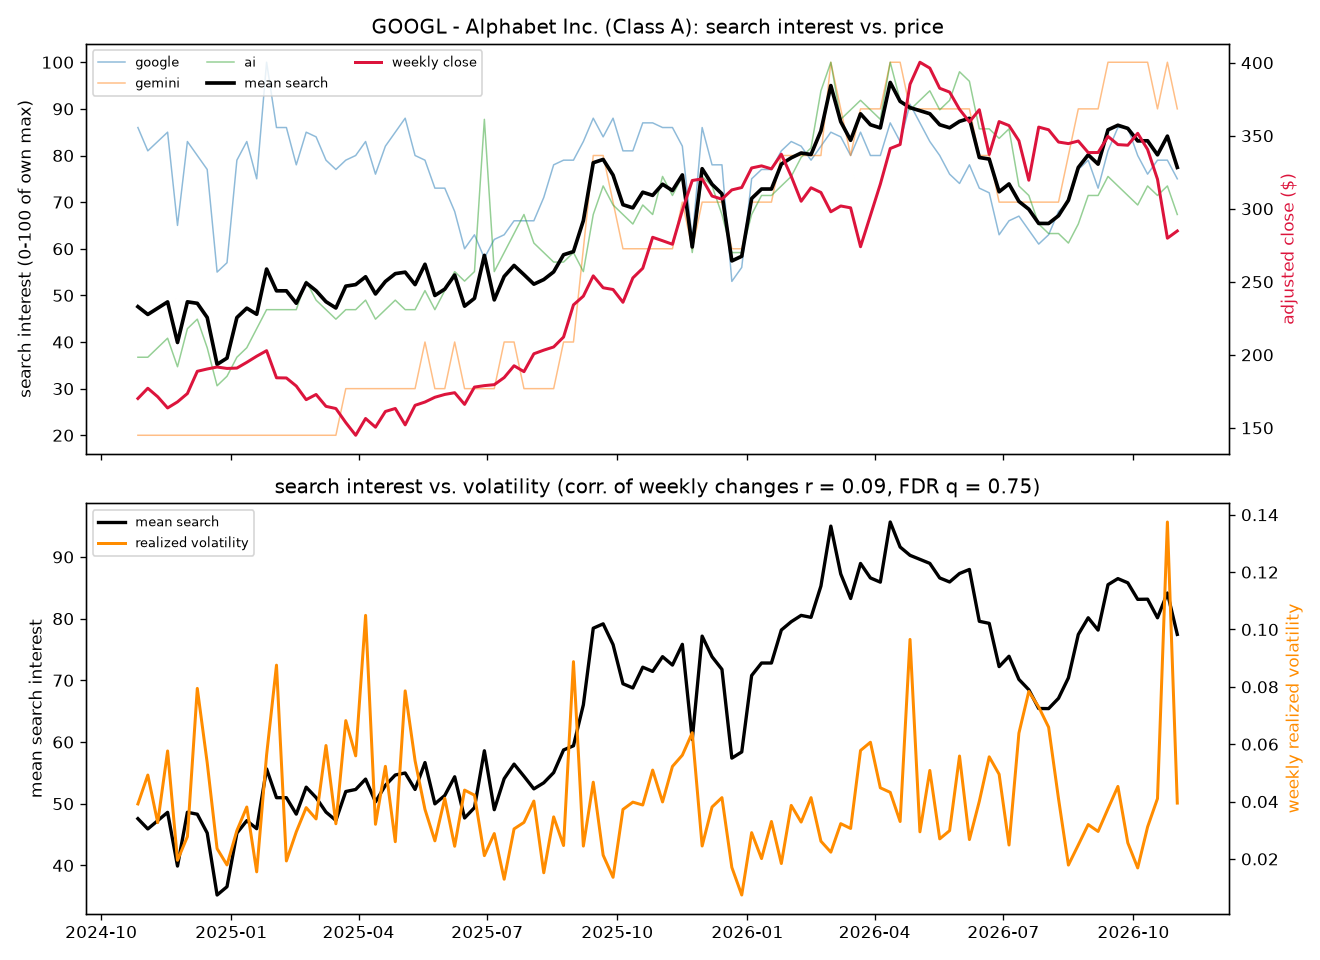 GOOGL - Alphabet Inc. (Class A): search interest vs. price
google
gemini
ai
mean search
weekly close
search interest (0-100 of own max)
100
90
80
70
60
50
40
30
20
adjusted close ($)
400
350
300
250
200
150
search interest vs. volatility (corr. of weekly changes r = 0.09, FDR q = 0.75)
mean search
realized volatility
mean search interest
90
80
70
60
50
40
weekly realized volatility
0.14
0.12
0.10
0.08
0.06
0.04
0.02
2024-10
2025-01
2025-04
2025-07
2025-10
2026-01
2026-04
2026-07
2026-10